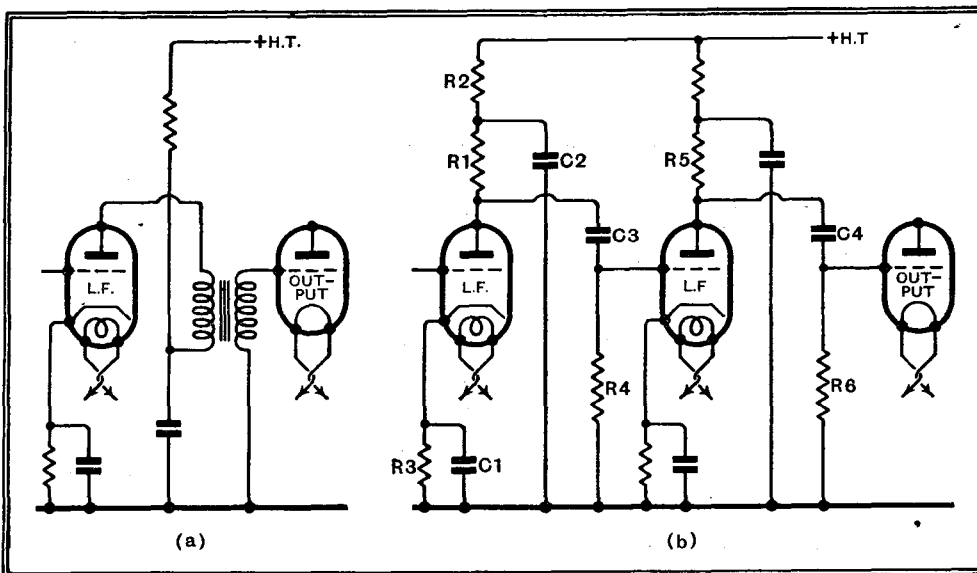 +H.T.
L.F.
OUT-
PUT
(a)
+H.T
R2
R1
C2
R5
C3
C4
L.F.
L.F
OUT-
PUT
R4
R6
R3
C1
(b)